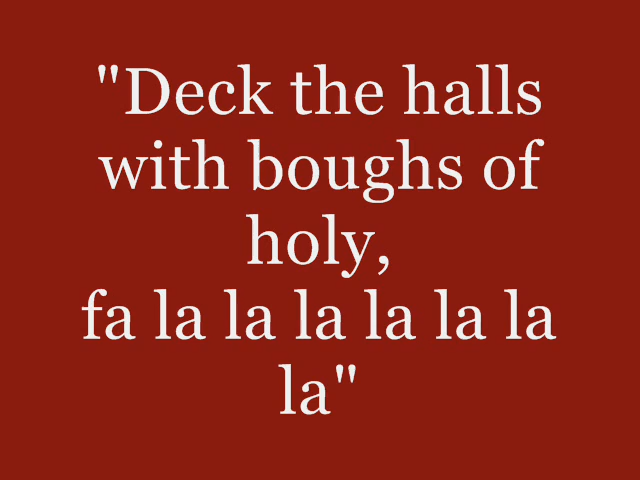 "Deck the halls
with boughs of
holy,
fa la la la la la la
la"